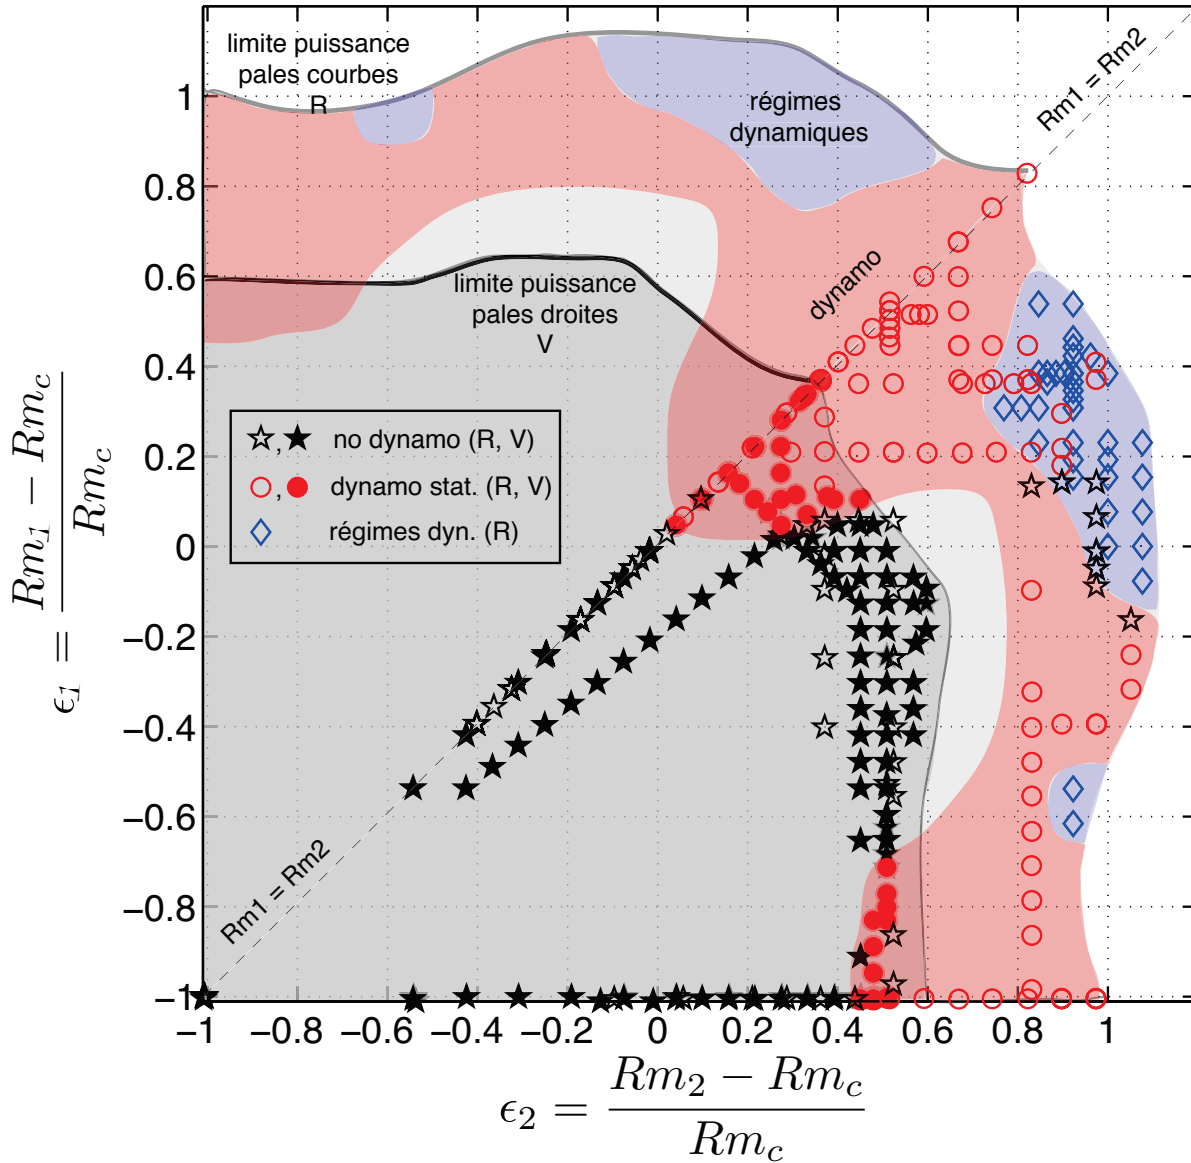 limite puissance
pales courbes
R
régimes
dynamiques
Rm1 = Rm2
dynamo
limite puissance
pales droites
V
no dynamo (R, V)
dynamo stat. (R, V)
régimes dyn. (R)
Rm1 = Rm2
1
0.8
0.6
0.4
0.2
0
−0.2
−0.4
−0.6
−0.8
−1
−1 −0.8 −0.6 −0.4 −0.2 0 0.2 0.4 0.6 0.8 1
ϵ1 = Rm1 − Rmc
Rmc
ϵ2 = Rm2 − Rmc
Rmc